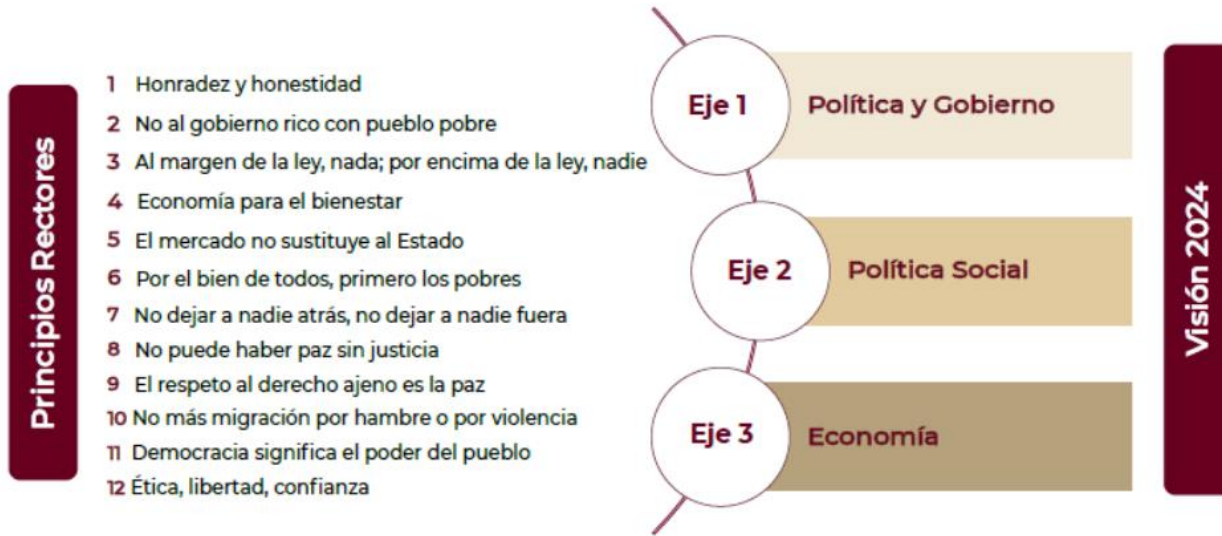 Principios Rectores
1 Honradez y honestidad
2 No al gobierno rico con pueblo pobre
3 Al margen de la ley, nada; por encima de la ley, nadie
4 Economía para el bienestar
5 El mercado no sustituye al Estado
6 Por el bien de todos, primero los pobres
7 No dejar a nadie atrás, no dejar a nadie fuera
8 No puede haber paz sin justicia
9 El respeto al derecho ajeno es la paz
10 No más migración por hambre o por violencia
11 Democracia significa el poder del pueblo
12 Ética, libertad, confianza
Eje 1 Política y Gobierno
Eje 2 Política Social
Eje 3 Economía
Visión 2024